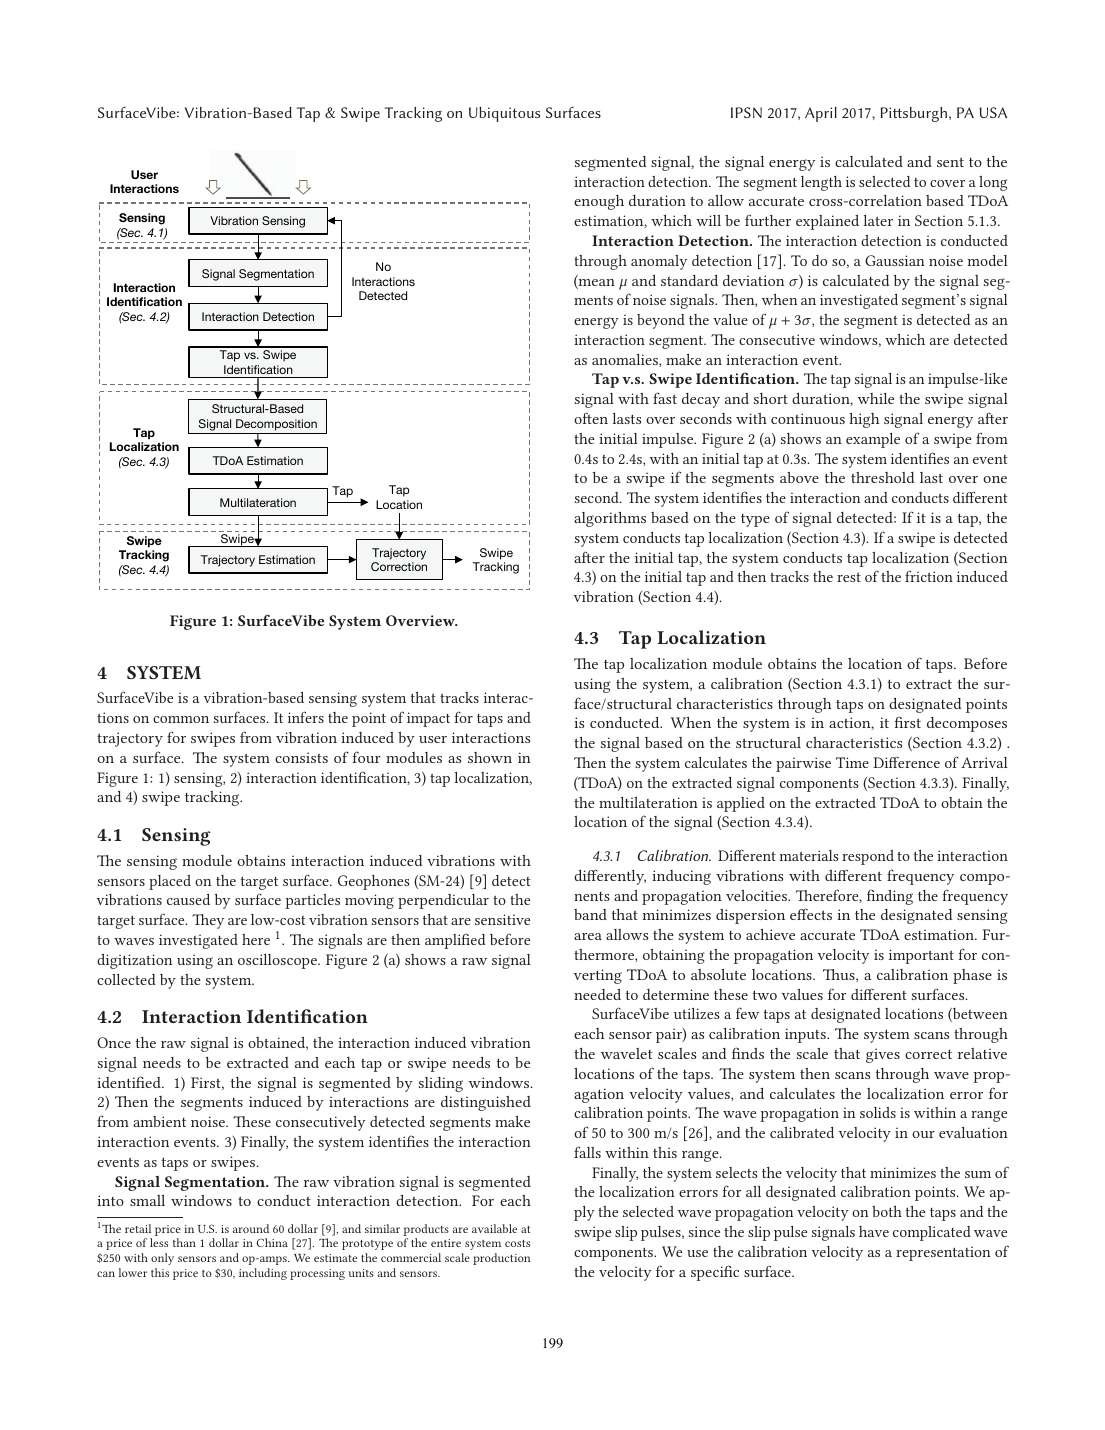 SurfaceVibe: Vibration-Based Tap & Swipe Tracking on Ubiquitous Surfaces
IPSN 2017, April 2017, Pittsburgh, PA USA
User
Interactions
Sensing
(Sec. 4.1)
Vibration Sensing
Interaction
Identification
(Sec. 4.2)
Signal Segmentation
Interaction Detection
Tap vs. Swipe
Identification
No
Interactions
Detected
Tap
Localization
(Sec. 4.3)
Structural-Based
Signal Decomposition
TDoA Estimation
Multilateration
Tap
Tap
Location
Swipe
Tracking
(Sec. 4.4)
Swipe
Trajectory Estimation
Trajectory
Correction
Swipe
Tracking
Figure 1: SurfaceVibe System Overview.
4 SYSTEM
SurfaceVibe is a vibration-based sensing system that tracks interac-
tions on common surfaces. It infers the point of impact for taps and
trajectory for swipes from vibration induced by user interactions
on a surface. The system consists of four modules as shown in
Figure 1: 1) sensing, 2) interaction identification, 3) tap localization,
and 4) swipe tracking.
4.1 Sensing
The sensing module obtains interaction induced vibrations with
sensors placed on the target surface. Geophones (SM-24) [9] detect
vibrations caused by surface particles moving perpendicular to the
target surface. They are low-cost vibration sensors that are sensitive
to waves investigated here 1. The signals are then amplified before
digitization using an oscilloscope. Figure 2 (a) shows a raw signal
collected by the system.
4.2 Interaction Identification
Once the raw signal is obtained, the interaction induced vibration
signal needs to be extracted and each tap or swipe needs to be
identified. 1) First, the signal is segmented by sliding windows.
2) Then the segments induced by interactions are distinguished
from ambient noise. These consecutively detected segments make
interaction events. 3) Finally, the system identifies the interaction
events as taps or swipes.
Signal Segmentation. The raw vibration signal is segmented
into small windows to conduct interaction detection. For each
1The retail price in U.S. is around 60 dollar [9], and similar products are available at
a price of less than 1 dollar in China [27]. The prototype of the entire system costs
$250 with only sensors and op-amps. We estimate the commercial scale production
can lower this price to $30, including processing units and sensors.
segmented signal, the signal energy is calculated and sent to the
interaction detection. The segment length is selected to cover a long
enough duration to allow accurate cross-correlation based TDoA
estimation, which will be further explained later in Section 5.1.3.
Interaction Detection. The interaction detection is conducted
through anomaly detection [17]. To do so, a Gaussian noise model
(mean μ and standard deviation σ) is calculated by the signal seg-
ments of noise signals. Then, when an investigated segment's signal
energy is beyond the value of μ + 3σ, the segment is detected as an
interaction segment. The consecutive windows, which are detected
as anomalies, make an interaction event.
Tap v.s. Swipe Identification. The tap signal is an impulse-like
signal with fast decay and short duration, while the swipe signal
often lasts over seconds with continuous high signal energy after
the initial impulse. Figure 2 (a) shows an example of a swipe from
0.4s to 2.4s, with an initial tap at 0.3s. The system identifies an event
to be a swipe if the segments above the threshold last over one
second. The system identifies the interaction and conducts different
algorithms based on the type of signal detected: If it is a tap, the
system conducts tap localization (Section 4.3). If a swipe is detected
after the initial tap, the system conducts tap localization (Section
4.3) on the initial tap and then tracks the rest of the friction induced
vibration (Section 4.4).
4.3 Tap Localization
The tap localization module obtains the location of taps. Before
using the system, a calibration (Section 4.3.1) to extract the sur-
face/structural characteristics through taps on designated points
is conducted. When the system is in action, it first decomposes
the signal based on the structural characteristics (Section 4.3.2) .
Then the system calculates the pairwise Time Difference of Arrival
(TDoA) on the extracted signal components (Section 4.3.3). Finally,
the multilateration is applied on the extracted TDoA to obtain the
location of the signal (Section 4.3.4).
4.3.1 Calibration. Different materials respond to the interaction
differently, inducing vibrations with different frequency compo-
nents and propagation velocities. Therefore, finding the frequency
band that minimizes dispersion effects in the designated sensing
area allows the system to achieve accurate TDoA estimation. Fur-
thermore, obtaining the propagation velocity is important for con-
verting TDoA to absolute locations. Thus, a calibration phase is
needed to determine these two values for different surfaces.
SurfaceVibe utilizes a few taps at designated locations (between
each sensor pair) as calibration inputs. The system scans through
the wavelet scales and finds the scale that gives correct relative
locations of the taps. The system then scans through wave prop-
agation velocity values, and calculates the localization error for
calibration points. The wave propagation in solids is within a range
of 50 to 300 m/s [26], and the calibrated velocity in our evaluation
falls within this range.
Finally, the system selects the velocity that minimizes the sum of
the localization errors for all designated calibration points. We ap-
ply the selected wave propagation velocity on both the taps and the
swipe slip pulses, since the slip pulse signals have complicated wave
components. We use the calibration velocity as a representation of
the velocity for a specific surface.
199